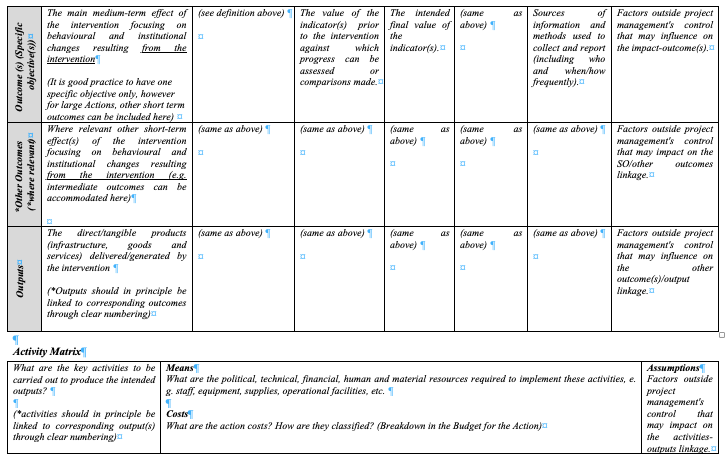 Outcome (s) (Specific
objective(s))
The main medium-term effect of
the intervention focusing on
behavioural and institutional
changes resulting from the
intervention
(It is good practice to have one
specific objective only, however
for large Actions, other short term
outcomes can be included here)
(see definition above)
The value of the
indicator(s) prior
to the intervention
against which
progress can be
assessed or
comparisons made.
The intended
final value of
the
indicator(s).
(same as
above)
Sources of
information and
methods used to
collect and report
(including who
and when/how
frequently).
Factors outside project
management's control
that may influence on
the impact-outcome(s).
*Other Outcomes
(*where relevant)
Where relevant other short-term
effect(s) of the intervention
focusing on behavioural and
institutional changes resulting
from the intervention (e.g.
intermediate outcomes can be
accommodated here)
(same as above)
(same as above)
(same as
above)
(same as
above)
(same as above)
Factors outside project
management's control
that may impact on the
SO/other outcomes
linkage.
Outputs
The direct/tangible products
(infrastructure, goods and
services) delivered/generated by
the intervention
(*Outputs should in principle be
linked to corresponding outcomes
through clear numbering)
(same as above)
(same as above)
(same as
above)
(same as
above)
(same as above)
Factors outside project
management's control
that may influence on
the other
outcome(s)/output
linkage.
Activity Matrix
What are the key activities to be
carried out to produce the intended
outputs?
(*activities should in principle be
linked to corresponding output(s)
through clear numbering)
Means
What are the political, technical, financial, human and material resources required to implement these activities, e.
g. staff, equipment, supplies, operational facilities, etc.
Costs
What are the action costs? How are they classified? (Breakdown in the Budget for the Action)
Assumptions
Factors outside
project
management's
control that
may impact on
the activities-
outputs linkage.